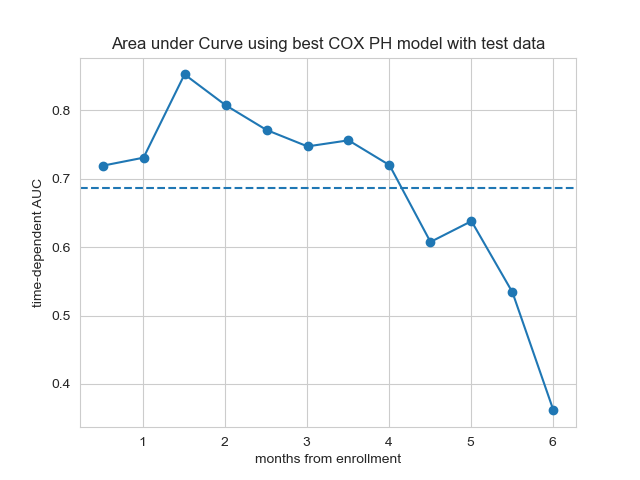 Area under Curve using best COX PH model with test data
time-dependent AUC
0.8
0.7
0.6
0.5
0.4
1 2 3 4 5 6
months from enrollment